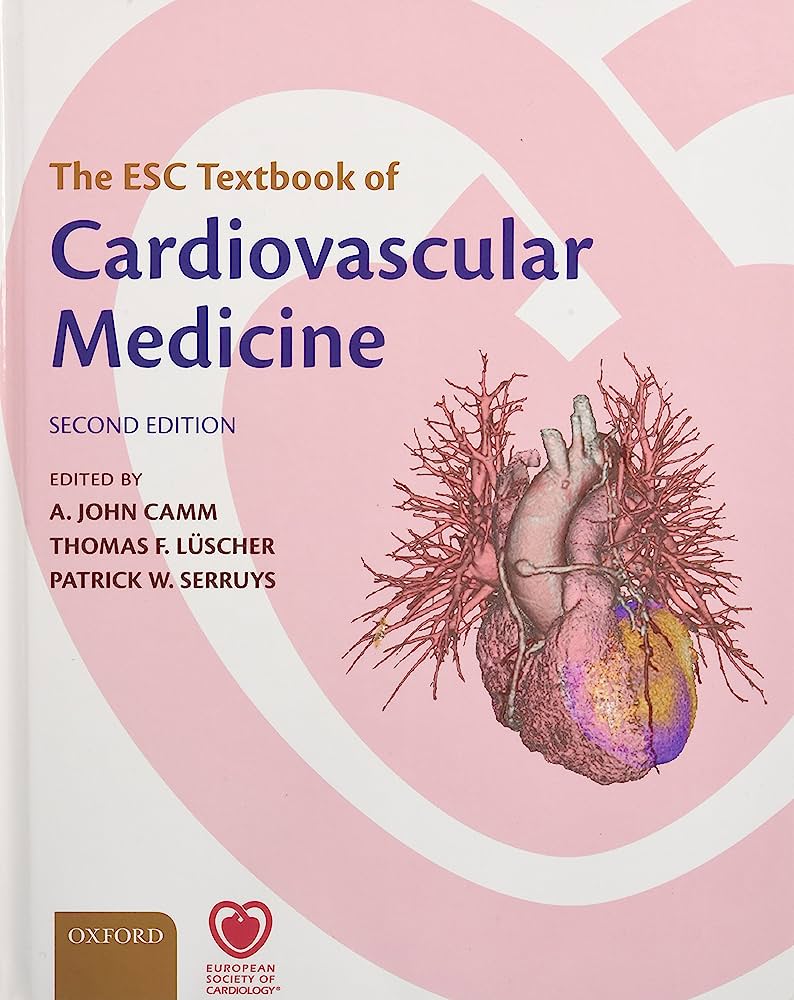 The ESC Textbook of
Cardiovascular
Medicine
SECOND EDITION
EDITED BY
A. JOHN CAMM
THOMAS F. LÜSCHER
PATRICK W. SERRUYS
OXFORD
EUROPEAN
SOCIETY OF
CARDIOLOGY®